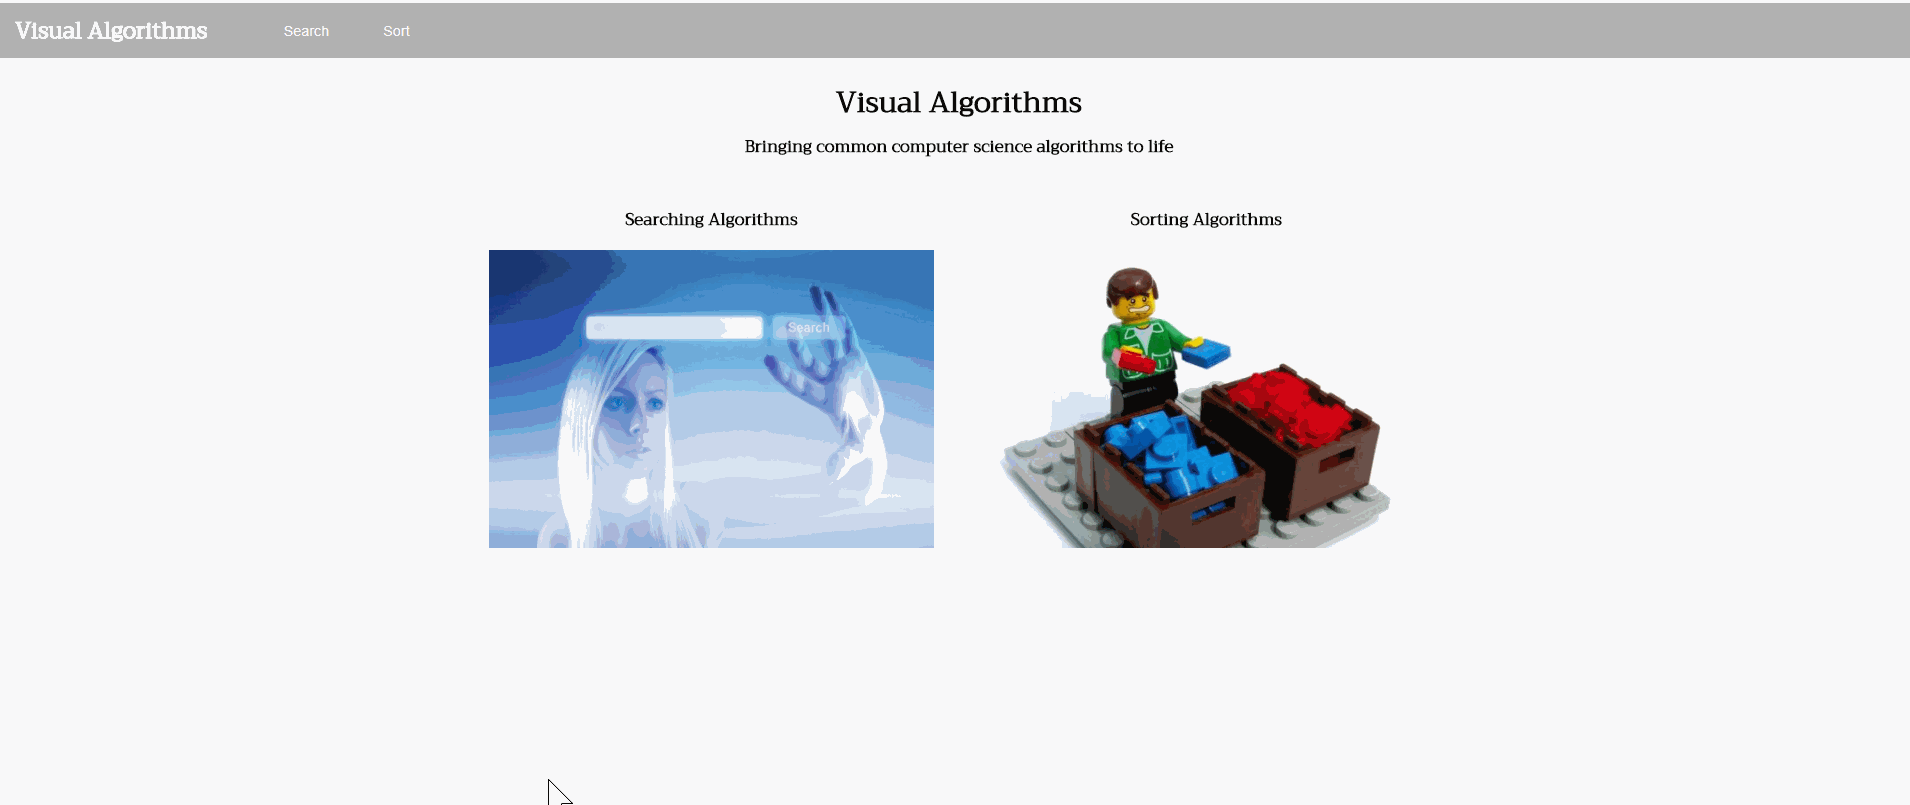 Visual Algorithms Search Sort
Visual Algorithms
Bringing common computer science algorithms to life
Searching Algorithms Sorting Algorithms
Search